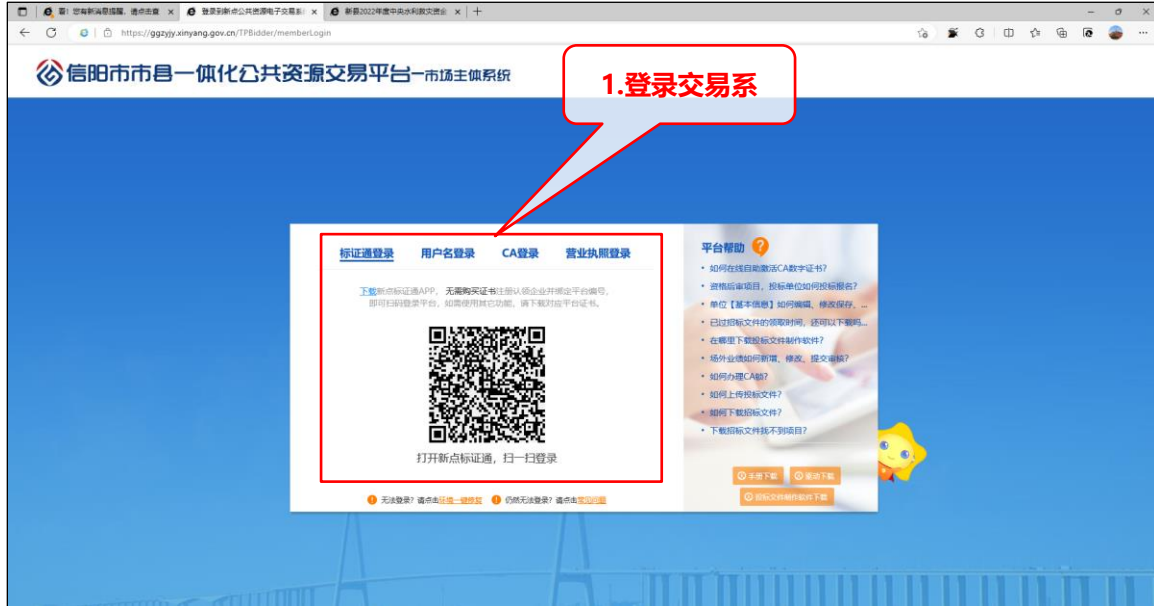 看！您有新消息提醒，请点击查
登录到新点公共资源电子交易系
新县2022年度中央水利救灾资金
https://ggzyjy.xinyang.gov.cn/TPBidder/memberLogin
信阳市市县一体化公共资源交易平台-市场主体系统
1.登录交易系
标证通登录 用户名登录 CA登录 营业执照登录
下载新点标证通APP，无需购买证书注册认领企业并绑定平台编号，
即可扫码登录平台，如需使用其它功能，请下载对应平台证书。
打开新点标证通，扫一扫登录
无法登录？请点击环境一键修复 仍然无法登录？请点击常见问题
平台帮助
• 如何在线自助激活CA数字证书？
• 资格后审项目，投标单位如何投标报名？
• 单位【基本信息】如何编辑、修改保存、...
• 已过招标文件的领取时间，还可以下载吗...
• 在哪里下载投标文件制作软件？
• 场外业绩如何新增、修改、提交审核？
• 如何办理CA锁？
• 如何上传投标文件？
• 如何下载招标文件？
• 下载招标文件找不到项目？
手册下载 驱动下载
投标文件制作软件下载